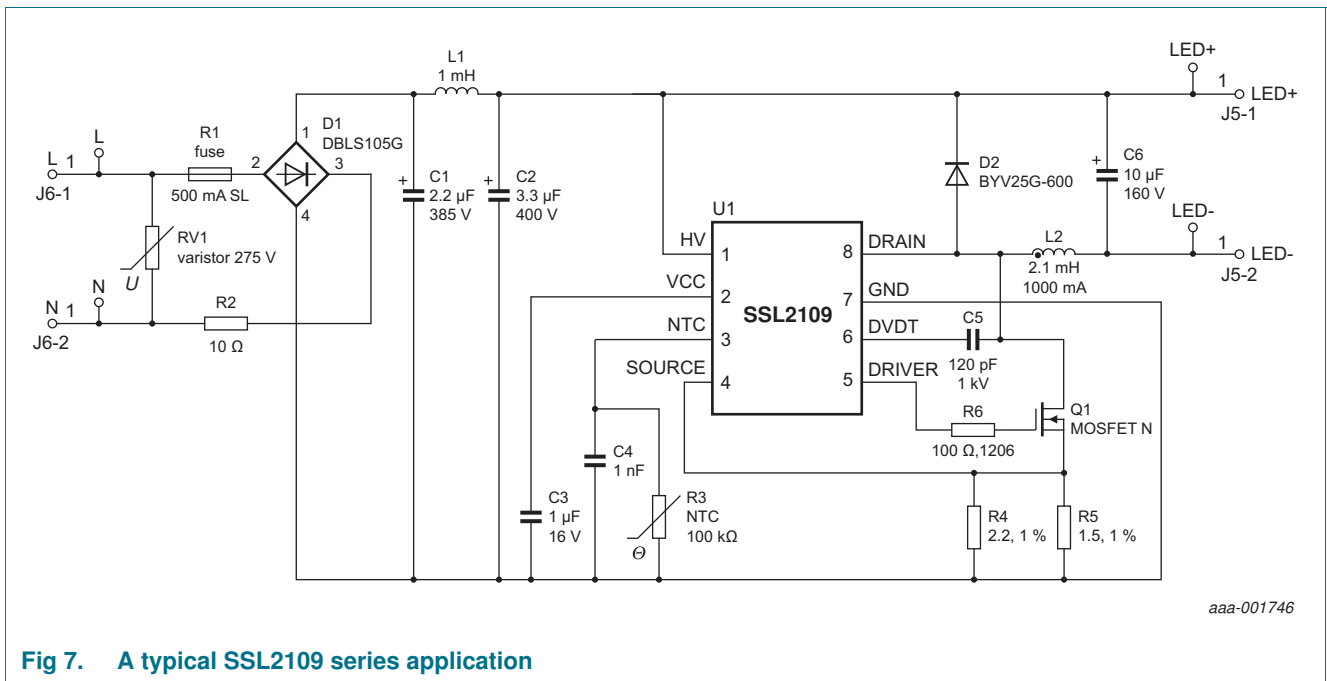 L1
1 mH
LED+
1
LED+
J5-1
D1
DBLS105G
1
2
3
4
R1
fuse
500 mA SL
L
L 1
J6-1
RV1
varistor 275 V
U
N
N 1
J6-2
R2
10 Ω
+
C1
2.2 μF
385 V
+
C2
3.3 μF
400 V
D2
BYV25G-600
+
C6
10 μF
160 V
LED-
1
LED-
J5-2
U1
SSL2109
HV
1
VCC
2
NTC
3
SOURCE
4
8
DRAIN
7
GND
6
DVDT
5
DRIVER
L2
2.1 mH
1000 mA
C5
120 pF
1 kV
R6
100 Ω,1206
Q1
MOSFET N
C4
1 nF
C3
1 μF
16 V
R3
NTC
100 kΩ
Θ
R4
2.2, 1 %
R5
1.5, 1 %
aaa-001746
Fig 7. A typical SSL2109 series application